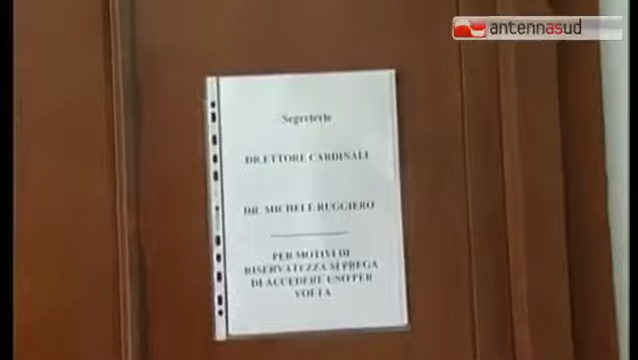 antennasud
Segreterie
DR. ETTORE CARDINALI
DR. MICHELE RUGGIERO
PER MOTIVI DI
RISERVATEZZA SI PREGA
DI ACCEDERE UNO PER
VOLTA